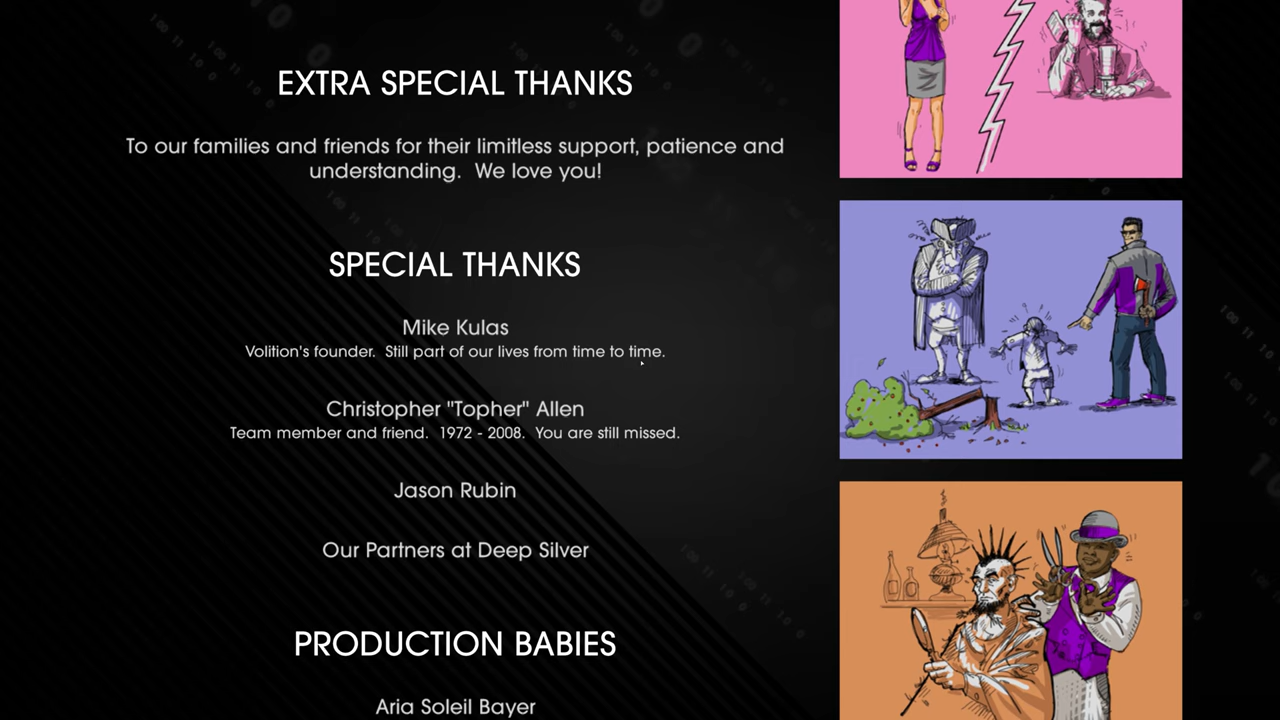 EXTRA SPECIAL THANKS
To our families and friends for their limitless support, patience and
understanding.  We love you!
SPECIAL THANKS
Mike Kulas
Volition's founder.  Still part of our lives from time to time.
Christopher "Topher" Allen
Team member and friend.  1972 - 2008.  You are still missed.
Jason Rubin
Our Partners at Deep Silver
PRODUCTION BABIES
Aria Soleil Bayer